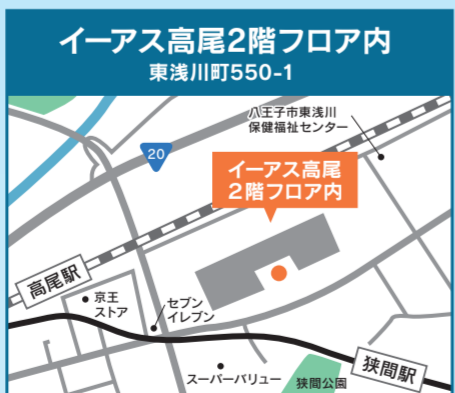 イーアス高尾2階フロア内
東浅川町550-1
八王子市東浅川
保健福祉センター
20
イーアス高尾
2階フロア内
高尾駅
京王
ストア
セブン
イレブン
スーパーバリュー
狭間公園
狭間駅